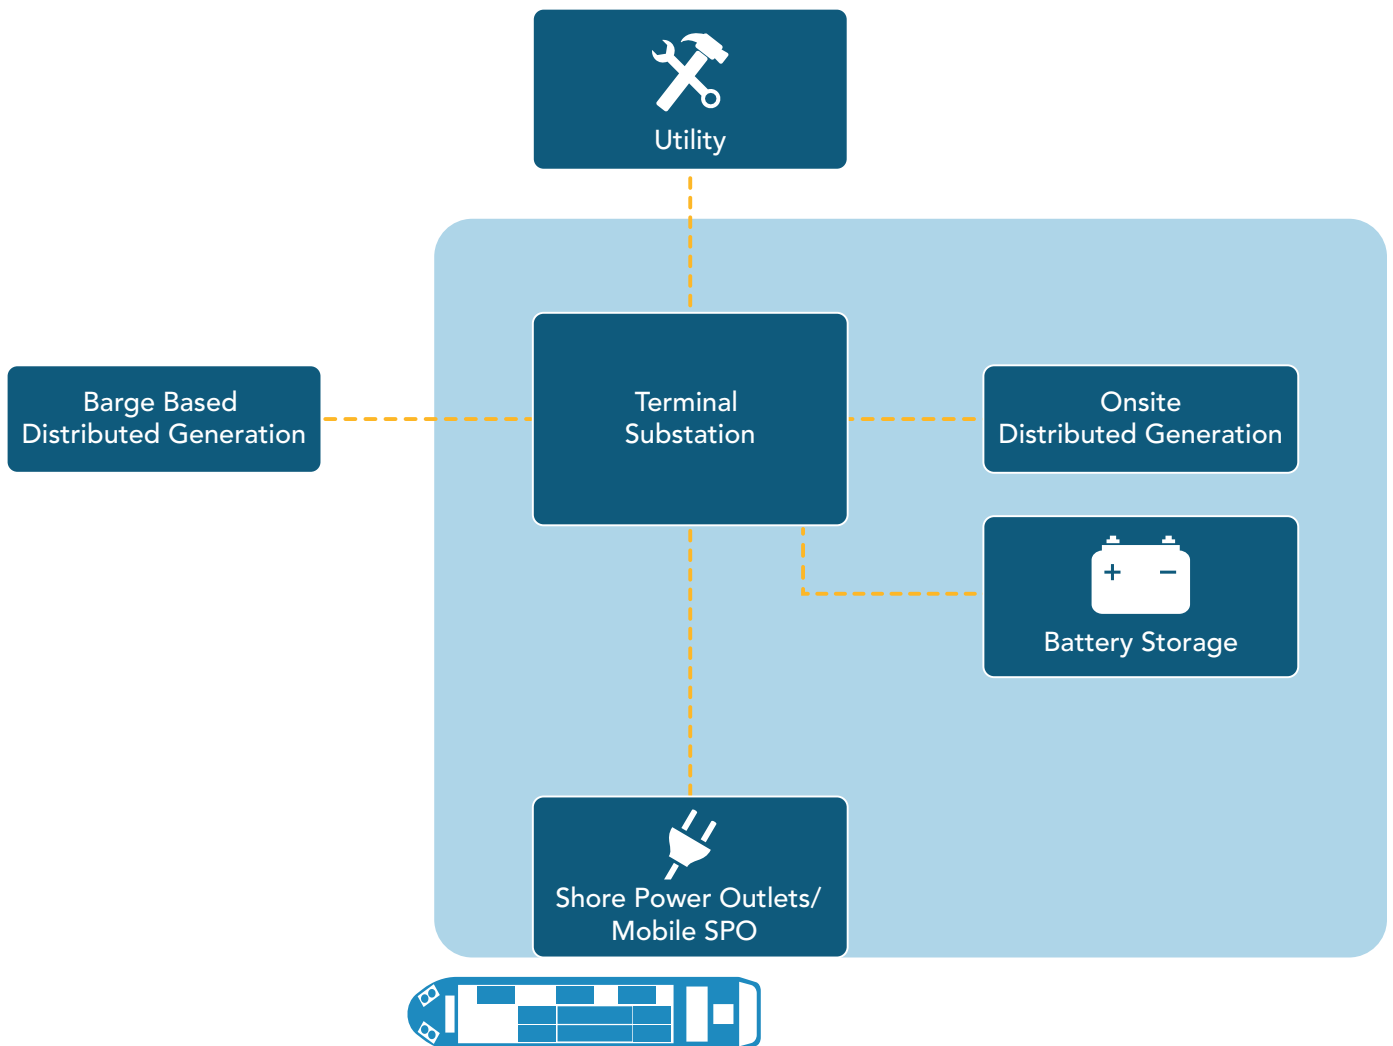 Utility
Barge Based
Distributed Generation
Terminal
Substation
Onsite
Distributed Generation
+ −
Battery Storage
Shore Power Outlets/
Mobile SPO